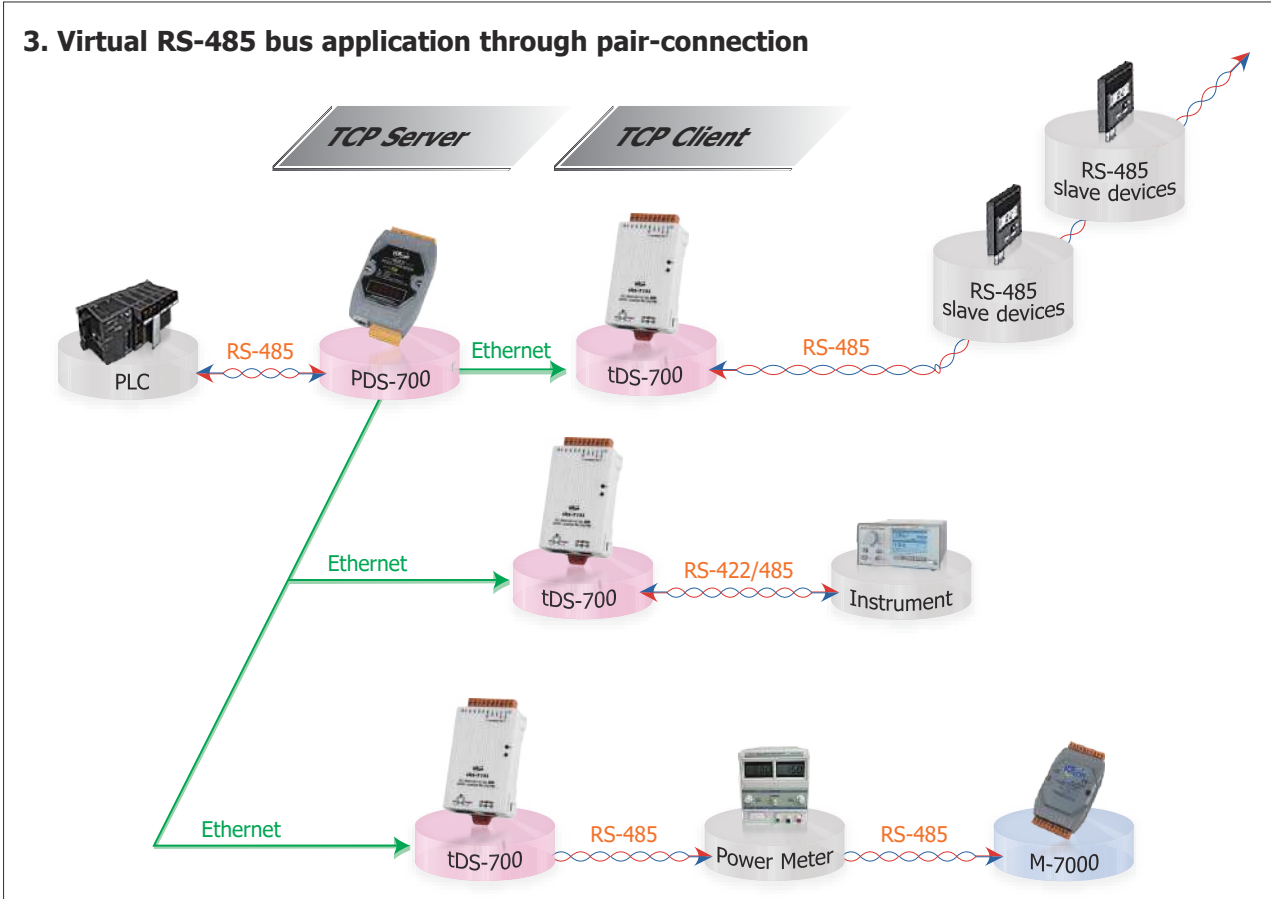 3. Virtual RS-485 bus application through pair-connection
TCP Server
TCP Client
RS-485
slave devices
RS-485
slave devices
PLC
RS-485
PDS-700
Ethernet
tDS-700
RS-485
Ethernet
tDS-700
RS-422/485
Instrument
Ethernet
tDS-700
RS-485
Power Meter
RS-485
M-7000